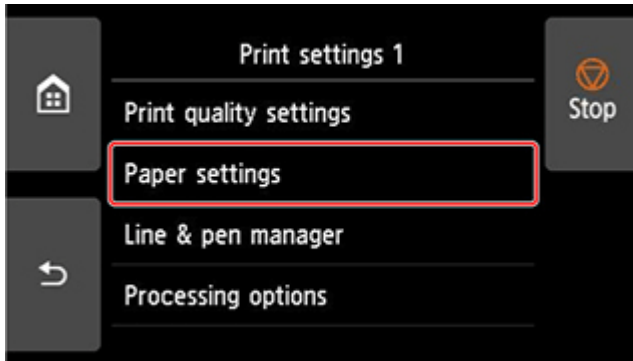 Print settings 1
Print quality settings
Stop
Paper settings
Line & pen manager
Processing options